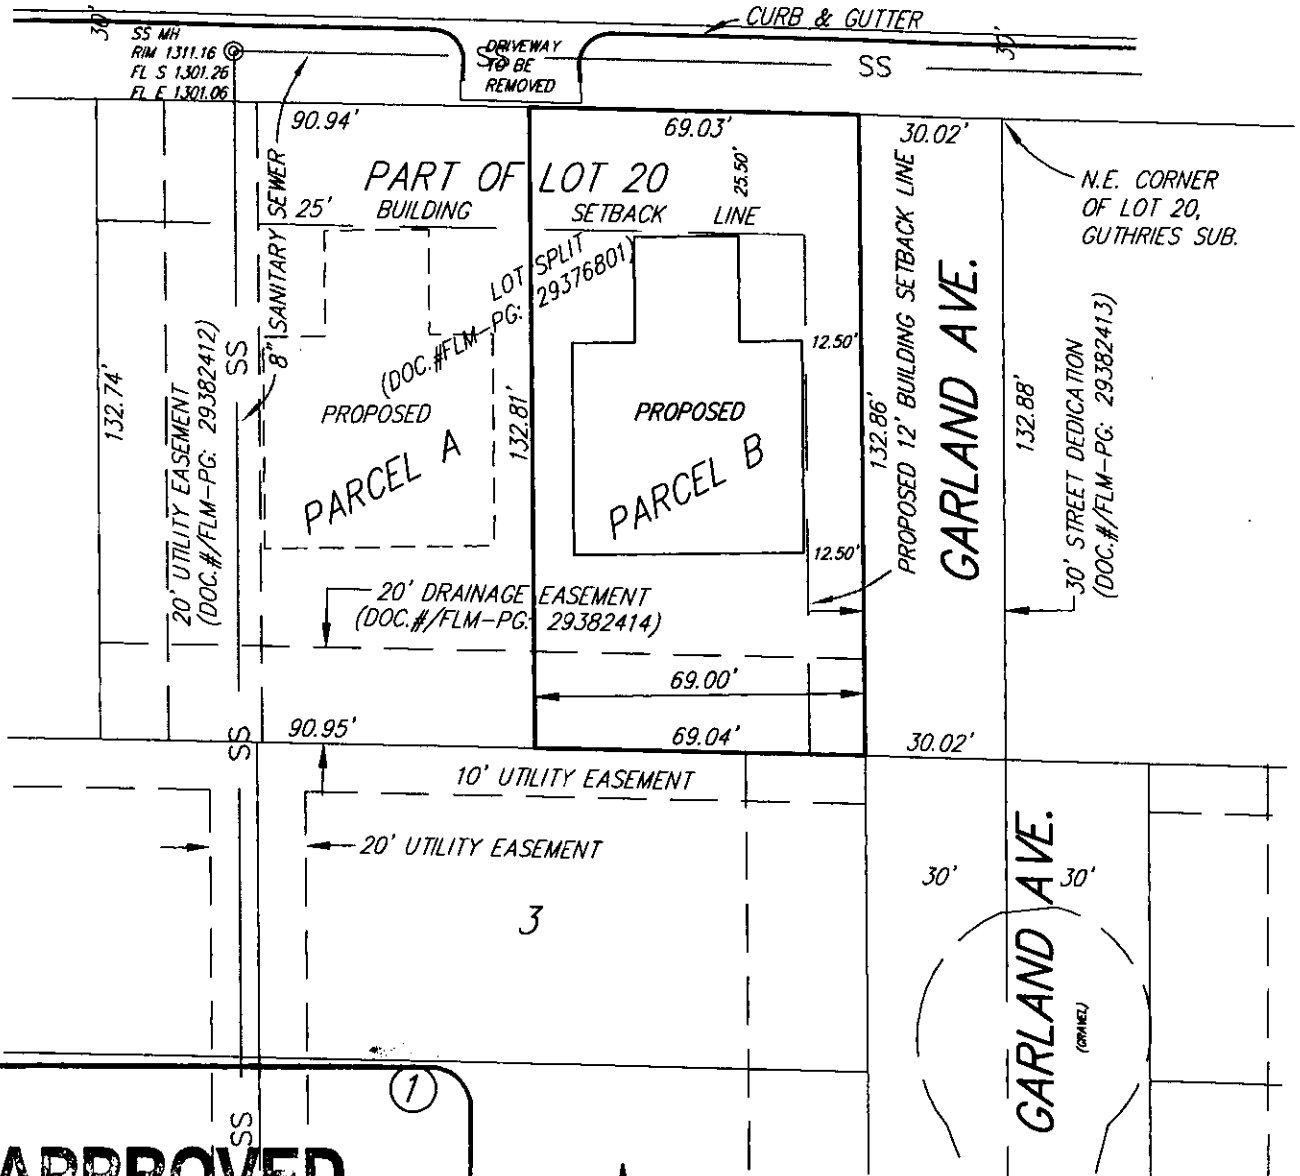 CURB & GUTTER
30'
SS MH
RIM 1311.16
FL S 1301.26
FL E 1301.06
DRIVEWAY
TO BE
REMOVED
SS
SS
30'
90.94'
69.03'
30.02'
PART OF LOT 20
25.50'
25' BUILDING SETBACK LINE
N.E. CORNER
OF LOT 20,
GUTHRIES SUB.
8" SANITARY SEWER
LOT SPLIT
(DOC.#FLM-PG: 29376801)
PROPOSED 12' BUILDING SETBACK LINE
GARLAND AVE.
12.50'
132.74'
20' UTILITY EASEMENT
(DOC.#/FLM-PG: 29382412)
SS
PROPOSED
PARCEL A
132.81'
PROPOSED
PARCEL B
132.86'
132.88'
30' STREET DEDICATION
(DOC.#/FLM-PG: 29382413)
12.50'
20' DRAINAGE EASEMENT
(DOC.#/FLM-PG: 29382414)
69.00'
SS
90.95'
69.04'
30.02'
10' UTILITY EASEMENT
20' UTILITY EASEMENT
3
30'
30'
GARLAND AVE.
(GRAVEL)
1
SS
APPROVED